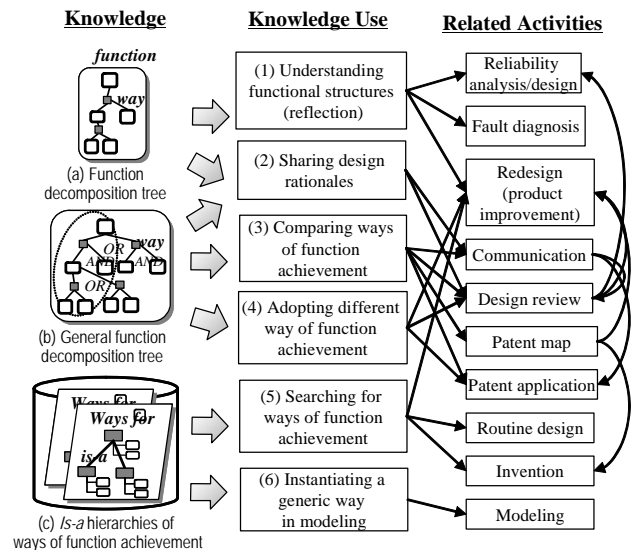 Knowledge
Knowledge Use
Related Activities
function
way
(a) Function
decomposition tree
OR
way
AND
AND
OR
(b) General function
decomposition tree
Ways for
Ways for
is-a
is-a
(c) Is-a hierarchies of
ways of function achievement
(1) Understanding
functional structures
(reflection)
(2) Sharing design
rationales
(3) Comparing ways
of function
achievement
(4) Adopting different
way of function
achievement
(5) Searching for
ways of function
achievement
(6) Instantiating a
generic way
in modeling
Reliability
analysis/design
Fault diagnosis
Redesign
(product
improvement)
Communication
Design review
Patent map
Patent application
Routine design
Invention
Modeling